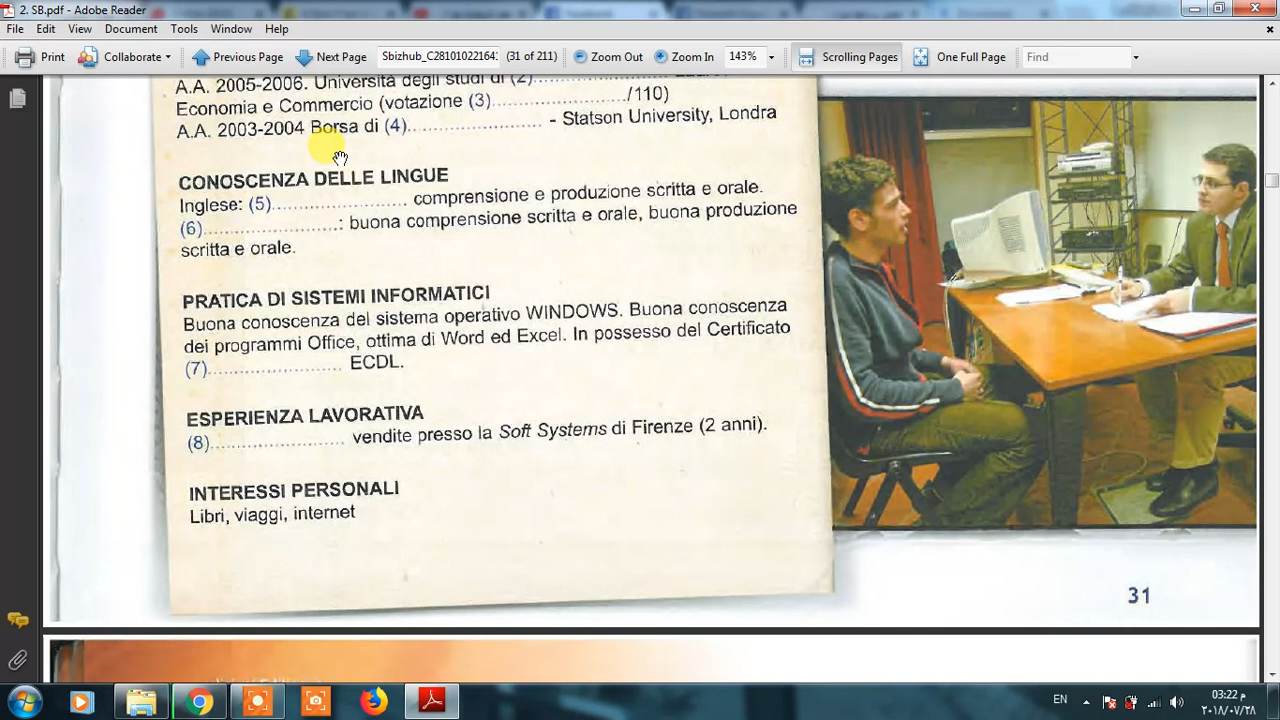 2. SB.pdf - Adobe Reader
File Edit View Document Tools Window Help
Print Collaborate Previous Page Next Page Sbizhub_C28101022164 (31 of 211) Zoom Out Zoom In 143% Scrolling Pages One Full Page Find
A.A. 2005-2006. Università degli studi di (2)..............................
Economia e Commercio (votazione (3)............................../110)
A.A. 2003-2004 Borsa di (4)............................. - Statson University, Londra
CONOSCENZA DELLE LINGUE
Inglese: (5).............................. comprensione e produzione scritta e orale.
(6)..............................: buona comprensione scritta e orale, buona produzione
scritta e orale.
PRATICA DI SISTEMI INFORMATICI
Buona conoscenza del sistema operativo WINDOWS. Buona conoscenza
dei programmi Office, ottima di Word ed Excel. In possesso del Certificato
(7).............................. ECDL.
ESPERIENZA LAVORATIVA
(8).............................. vendite presso la Soft Systems di Firenze (2 anni).
INTERESSI PERSONALI
Libri, viaggi, internet
31
EN
03:22 م
٢٠١٨/٠٧/٢٨